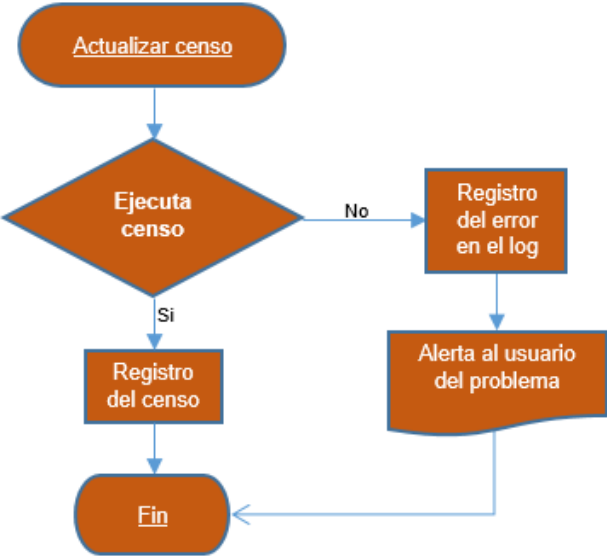 Actualizar censo
Ejecuta
censo
No
Registro
del error
en el log
Si
Registro
del censo
Alerta al usuario
del problema
Fin